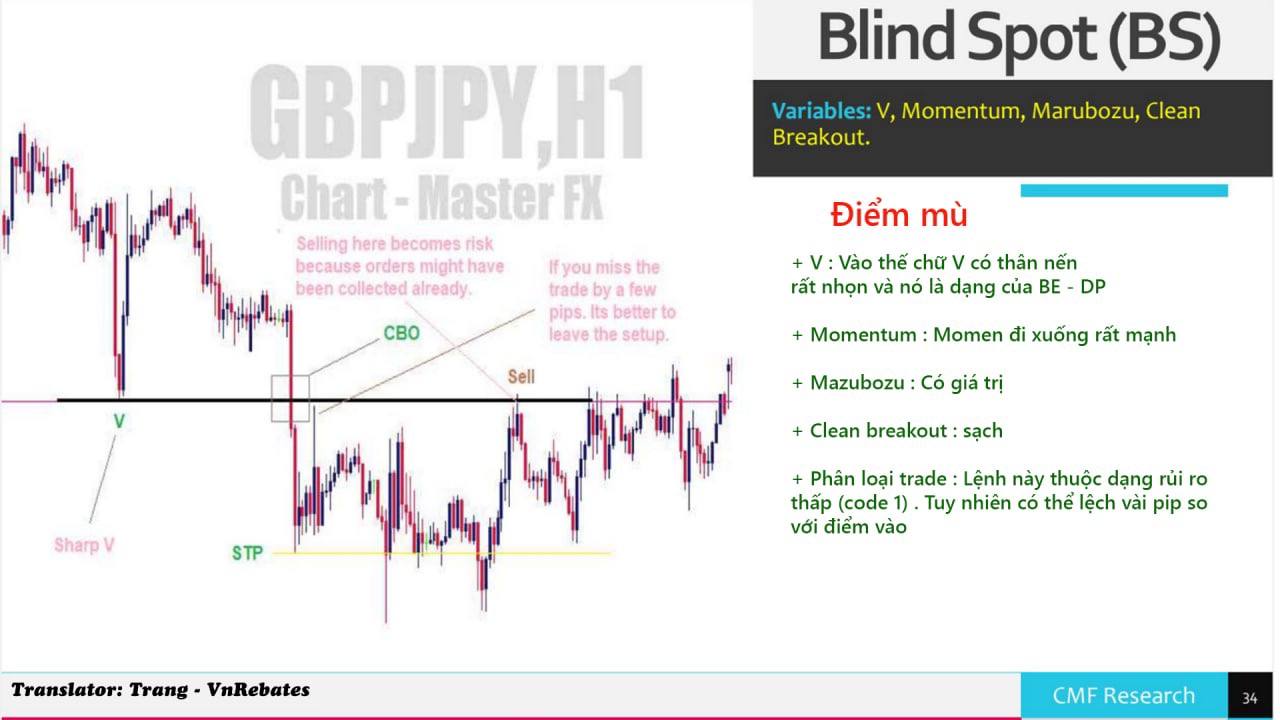 Blind Spot (BS)
Variables: V, Momentum, Marubozu, Clean
Breakout.
GBPJPY,H1
Chart - Master FX
Selling here becomes risk
because orders might have
been collected already.
If you miss the
trade by a few
pips. Its better to
leave the setup.
CBO
Sell
V
Sharp V
STP
Điểm mù
+ V : Vào thế chữ V có thân nến
rất nhọn và nó là dạng của BE - DP
+ Momentum : Momen đi xuống rất mạnh
+ Mazubozu : Có giá trị
+ Clean breakout : sạch
+ Phân loại trade : Lệnh này thuộc dạng rủi ro
thấp (code 1) . Tuy nhiên có thể lệch vài pip so
với điểm vào
Translator: Trang - VnRebates
CMF Research
34